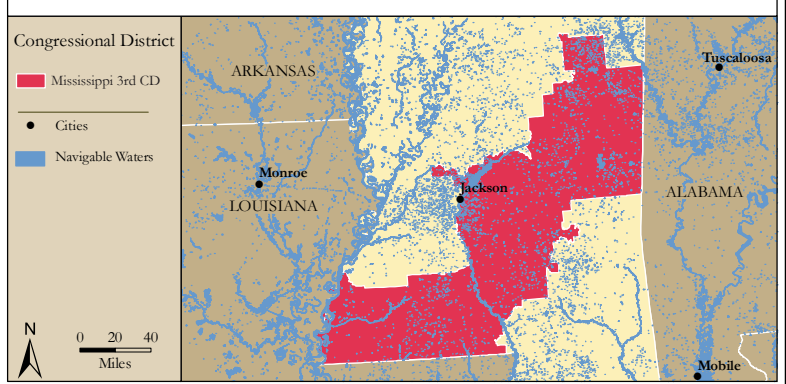 Congressional District
Mississippi 3rd CD
Cities
Navigable Waters
N
0 20 40
Miles
ARKANSAS
Tuscaloosa
Monroe
Jackson
LOUISIANA
ALABAMA
Mobile